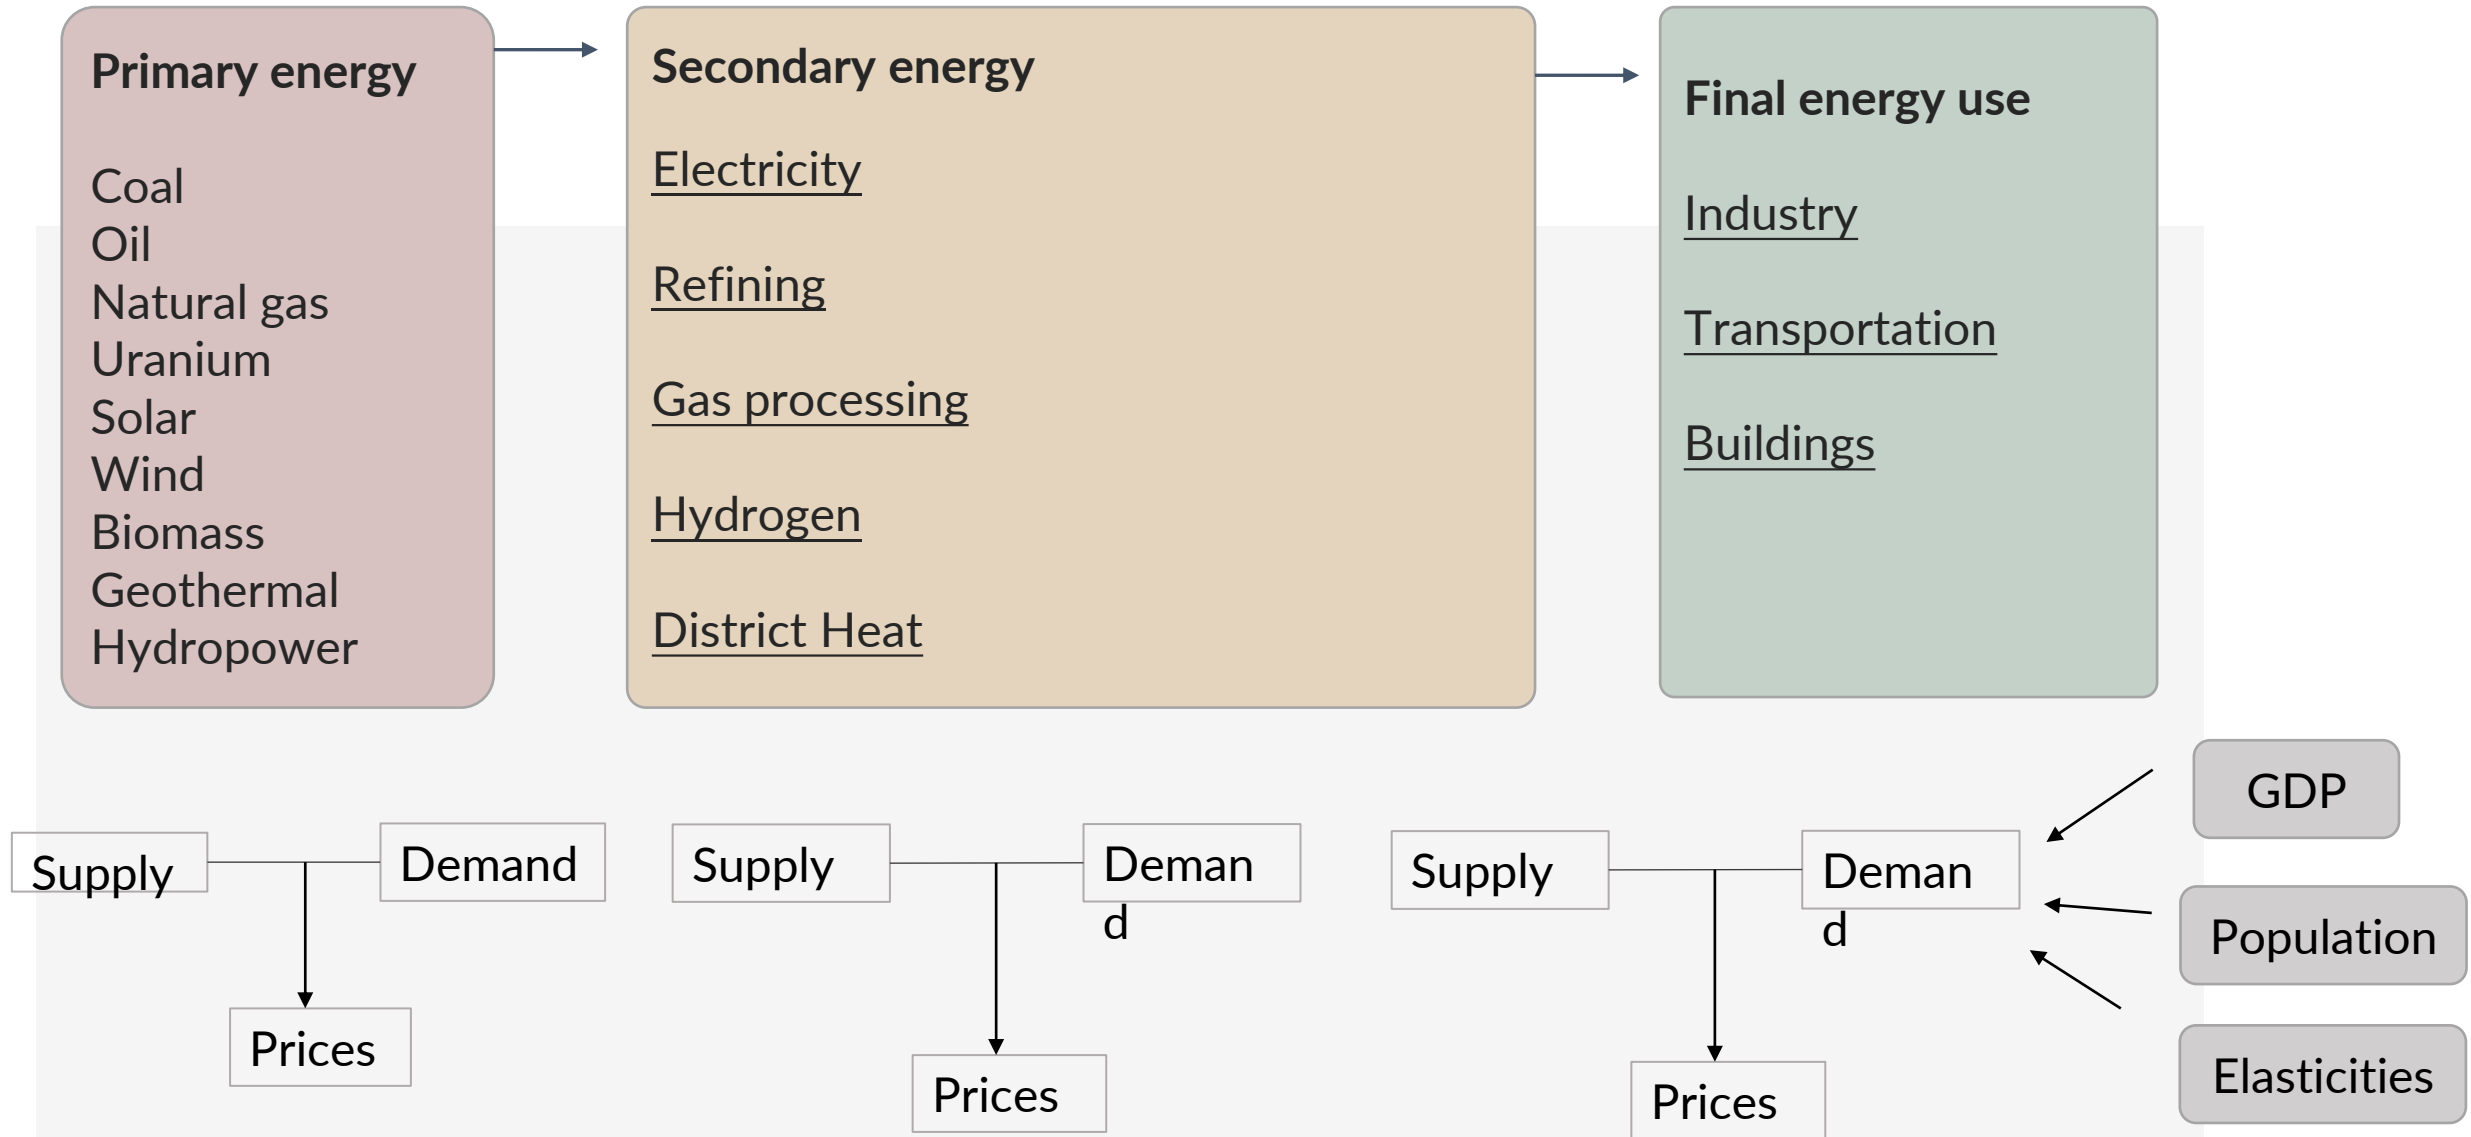 Primary energy
Coal
Oil
Natural gas
Uranium
Solar
Wind
Biomass
Geothermal
Hydropower
Secondary energy
Electricity
Refining
Gas processing
Hydrogen
District Heat
Final energy use
Industry
Transportation
Buildings
Supply
Demand
Prices
Supply
Deman
d
Prices
Supply
Deman
d
Prices
GDP
Population
Elasticities